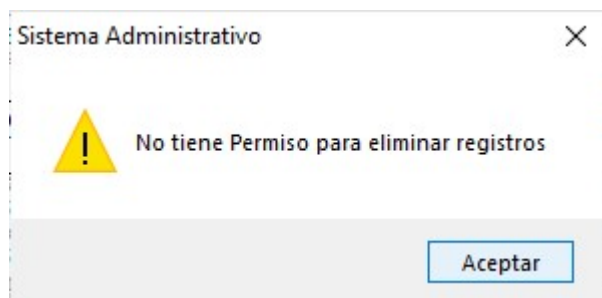 Sistema Administrativo
No tiene Permiso para eliminar registros
Aceptar